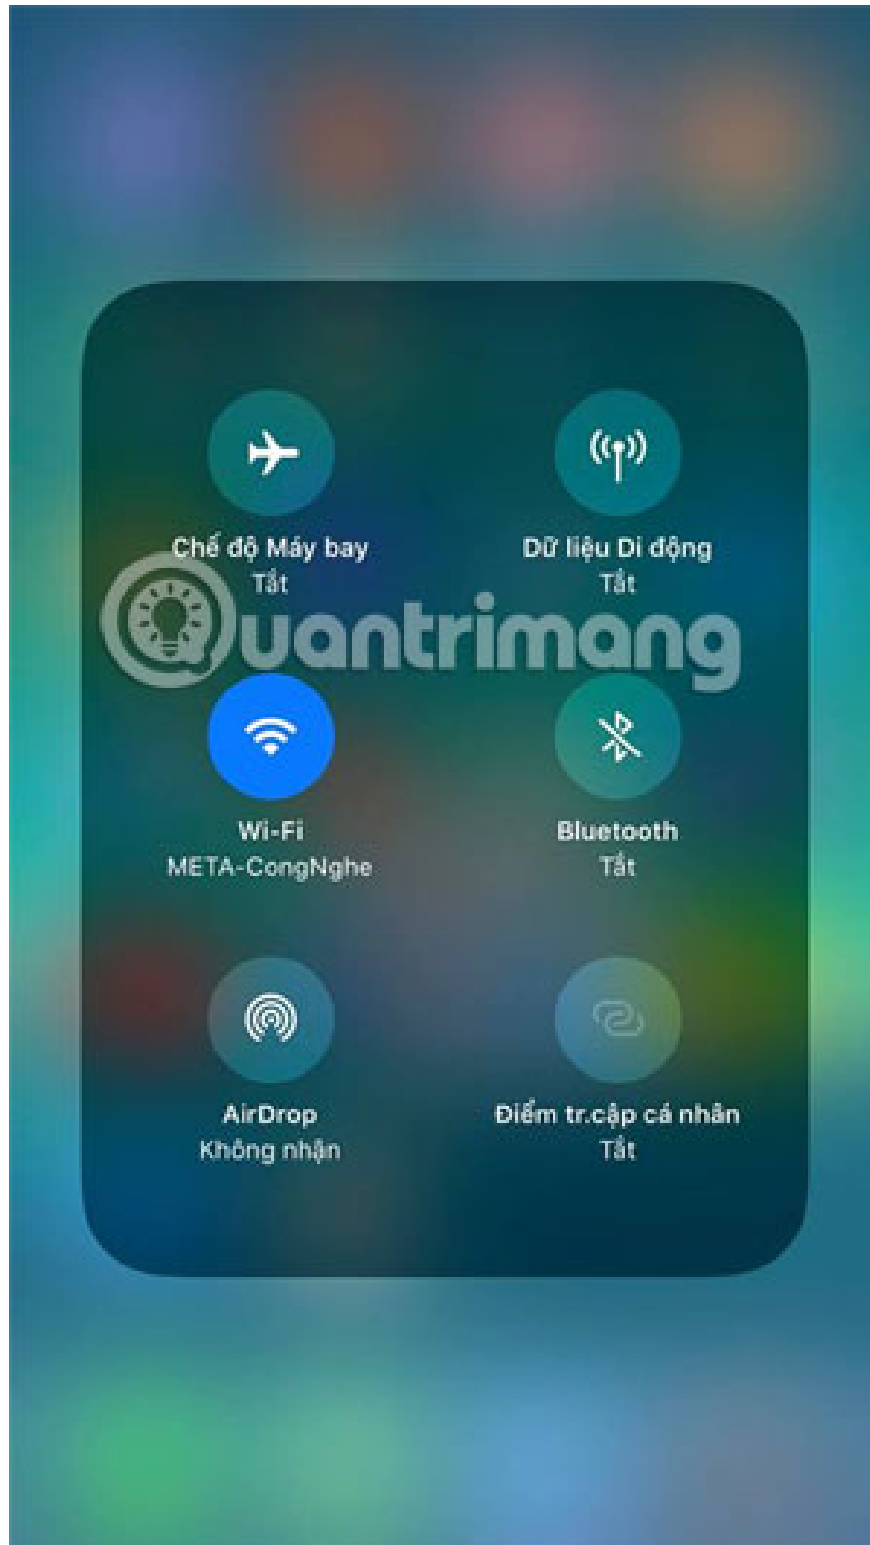 Chế độ Máy bay
Tắt
Dữ liệu Di động
Tắt
Quantrimang
Wi-Fi
META-CongNghe
Bluetooth
Tắt
AirDrop
Không nhận
Điểm tr.cập cá nhân
Tắt